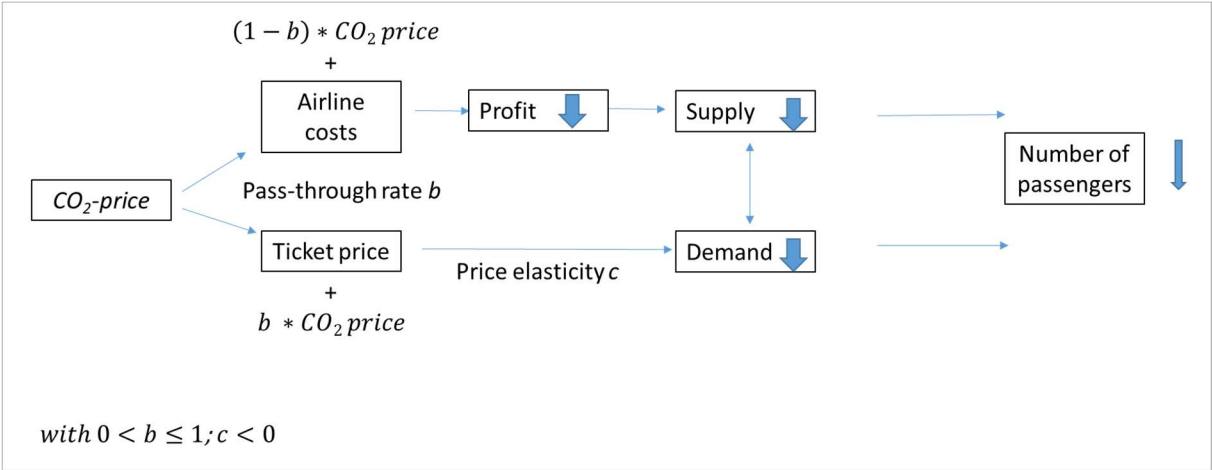 (1 − b) ∗ CO₂ price
+
Airline
costs
Profit
Supply
Number of
passengers
Pass-through rate b
CO₂-price
Ticket price
Demand
Price elasticity c
+
b ∗ CO₂ price
with 0 < b ≤ 1; c < 0